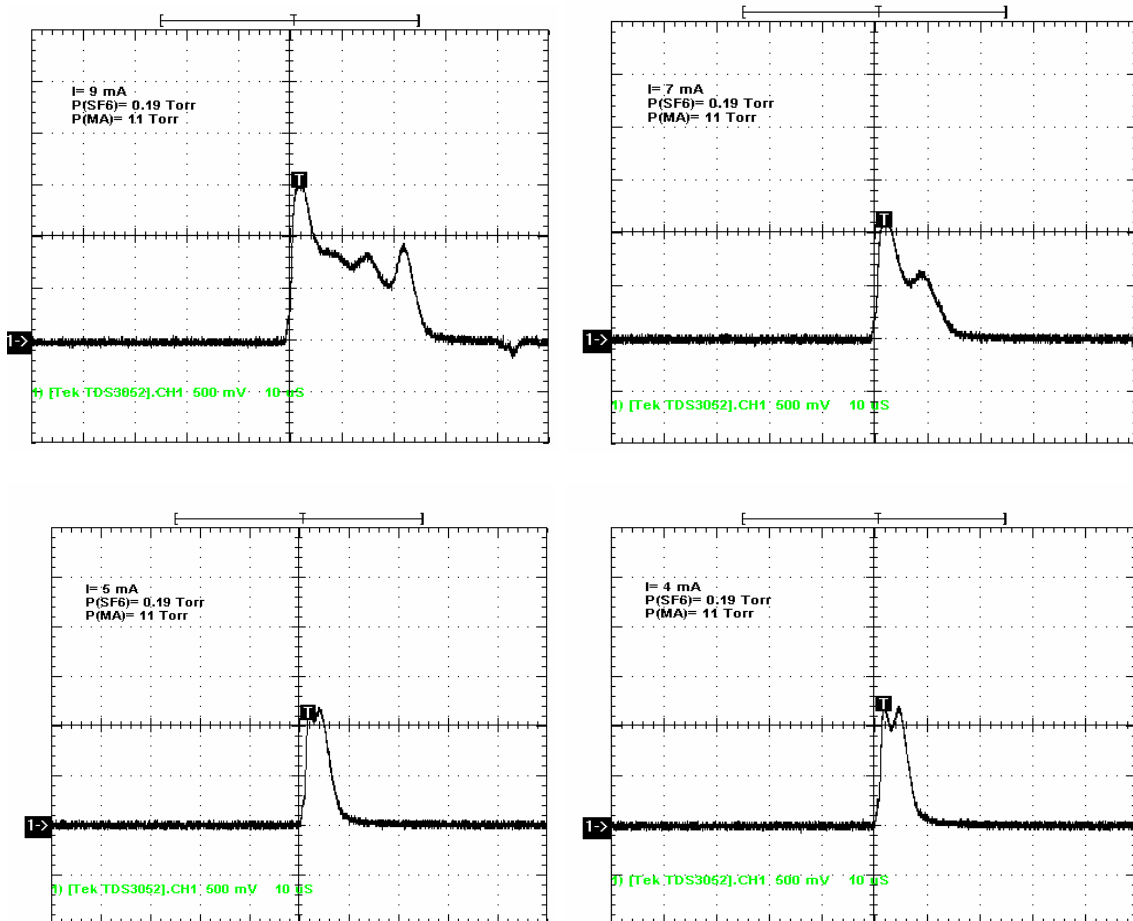 I= 9 mA
P(SF6)= 0.19 Torr
P(MA)= 11 Torr
T
1->
1) [Tek TDS3052].CH1 500 mV 10 uS
I= 7 mA
P(SF6)= 0.19 Torr
P(MA)= 11 Torr
T
1->
1) [Tek TDS3052].CH1 500 mV 10 uS
I= 5 mA
P(SF6)= 0.19 Torr
P(MA)= 11 Torr
T
1->
1) [Tek TDS3052].CH1 500 mV 10 uS
I= 4 mA
P(SF6)= 0.19 Torr
P(MA)= 11 Torr
T
1->
1) [Tek TDS3052].CH1 500 mV 10 uS